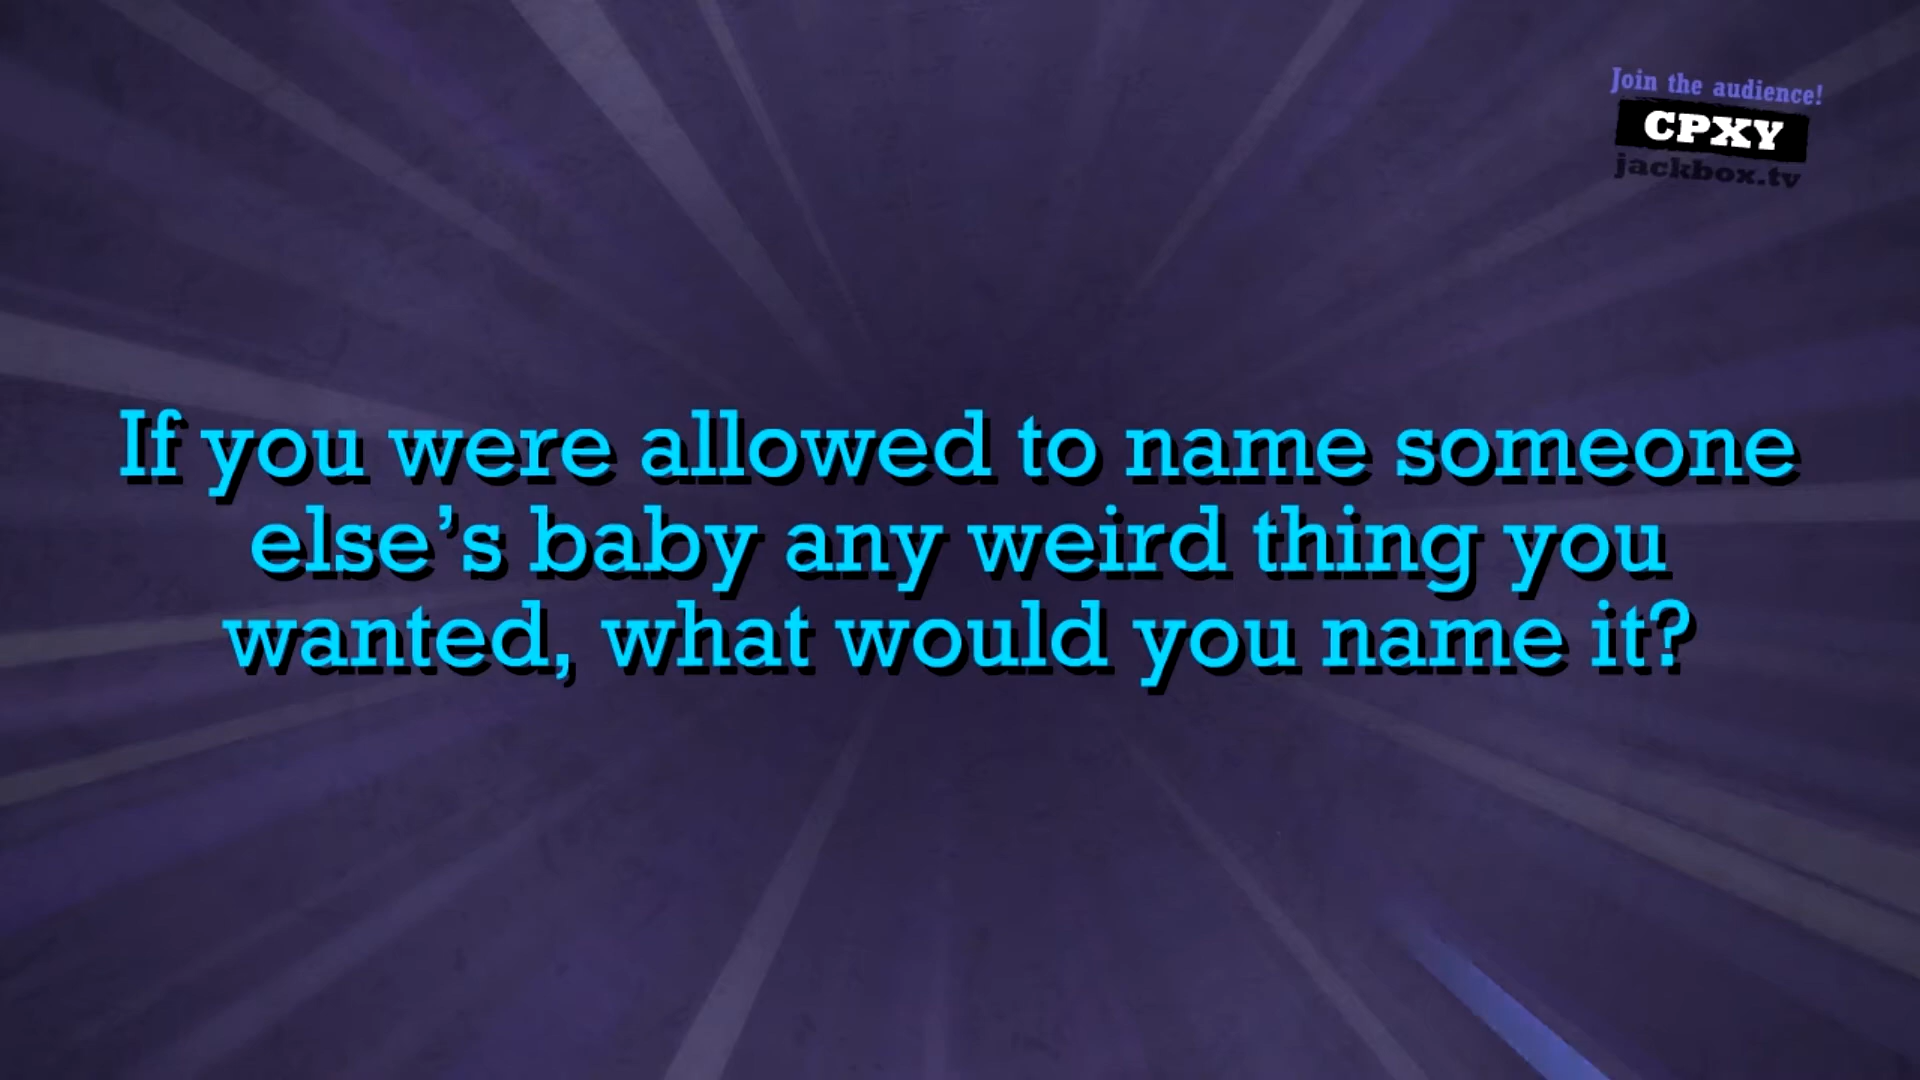 Join the audience!
CPXY
jackbox.tv
If you were allowed to name someone
else’s baby any weird thing you
wanted, what would you name it?